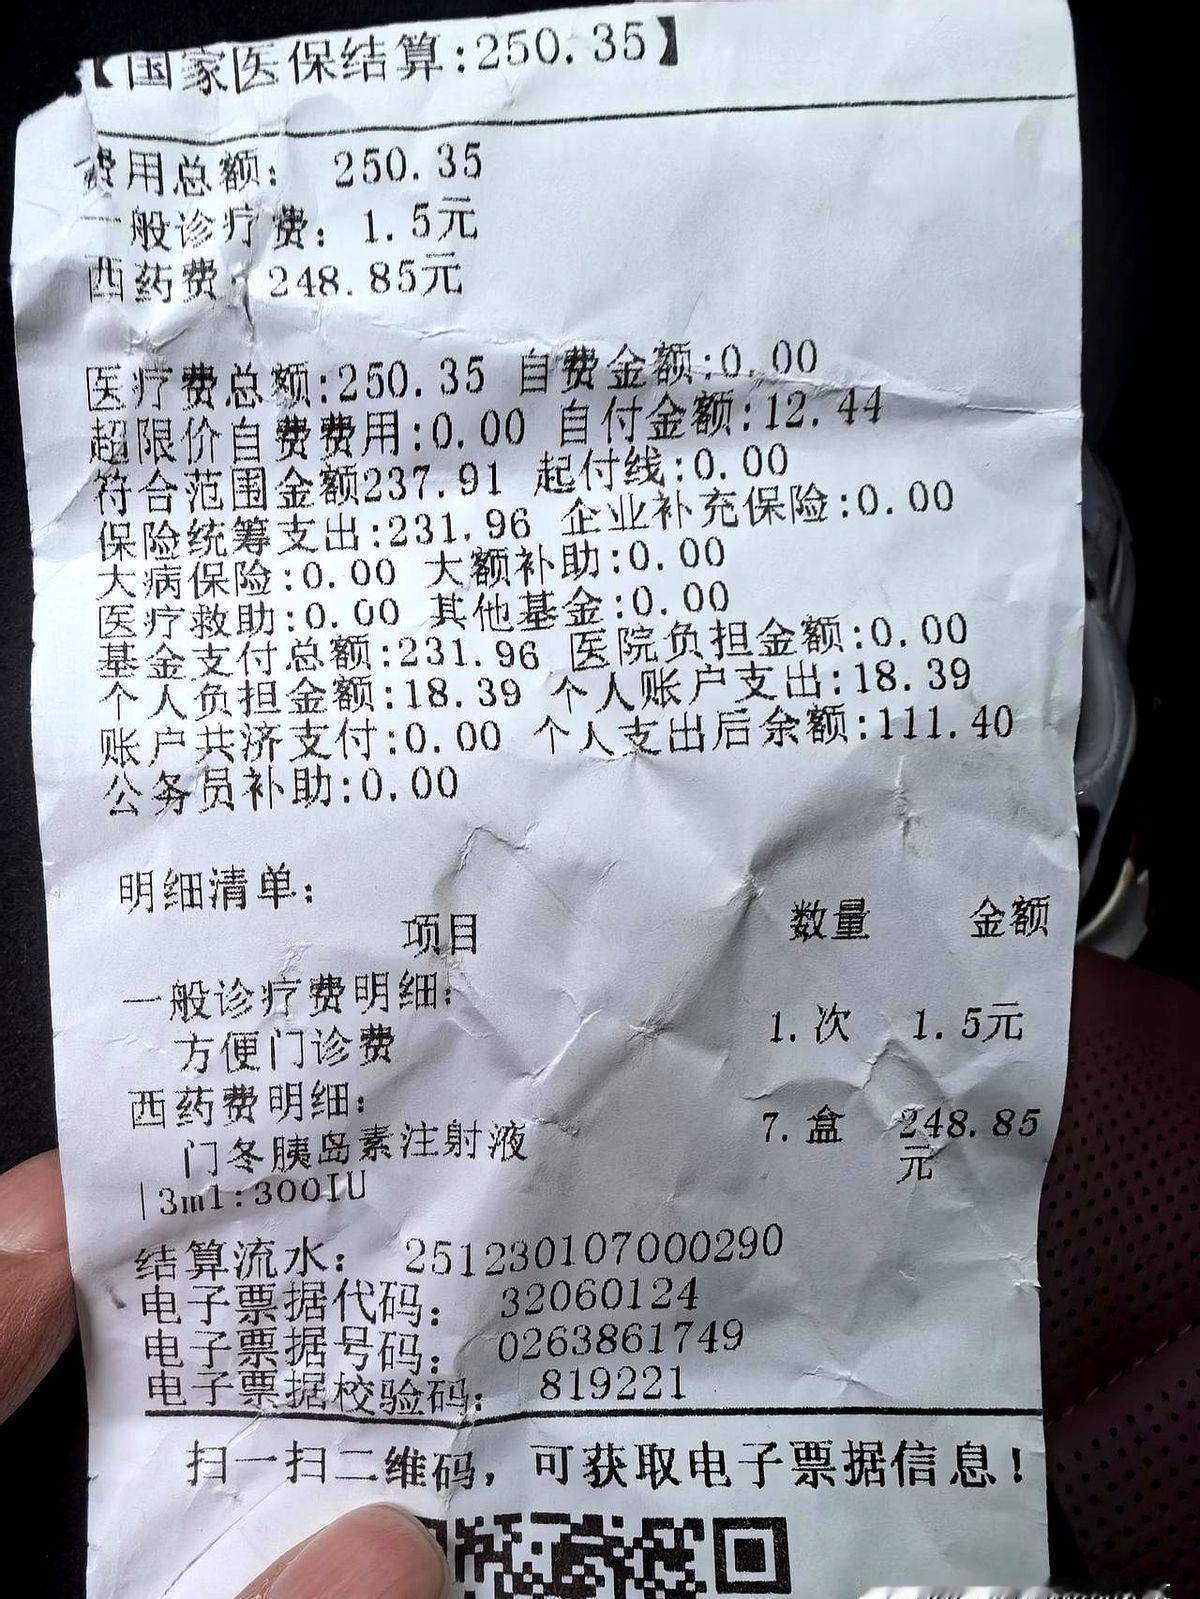 【国家医保结算:250.35】
费用总额: 250.35
一般诊疗费: 1.5元
西药费: 248.85元
医疗费总额:250.35 自费金额:0.00
超限价自费费用:0.00 自付金额:12.44
符合范围金额237.91 起付线:0.00
保险统筹支出:231.96 企业补充保险:0.00
大病保险:0.00 大额补助:0.00
医疗救助:0.00 其他基金:0.00
基金支付总额:231.96 医院负担金额:0.00
个人负担金额:18.39 个人账户支出:18.39
账户共济支付:0.00 个人支出后余额:111.40
公务员补助:0.00
明细清单:
项目 数量 金额
一般诊疗费明细:
方便门诊费 1.次 1.5元
西药费明细:
门冬胰岛素注射液 7.盒 248.85
元
|3ml:300IU
结算流水: 251230107000290
电子票据代码: 32060124
电子票据号码: 0263861749
电子票据校验码: 819221
扫一扫二维码,可获取电子票据信息!